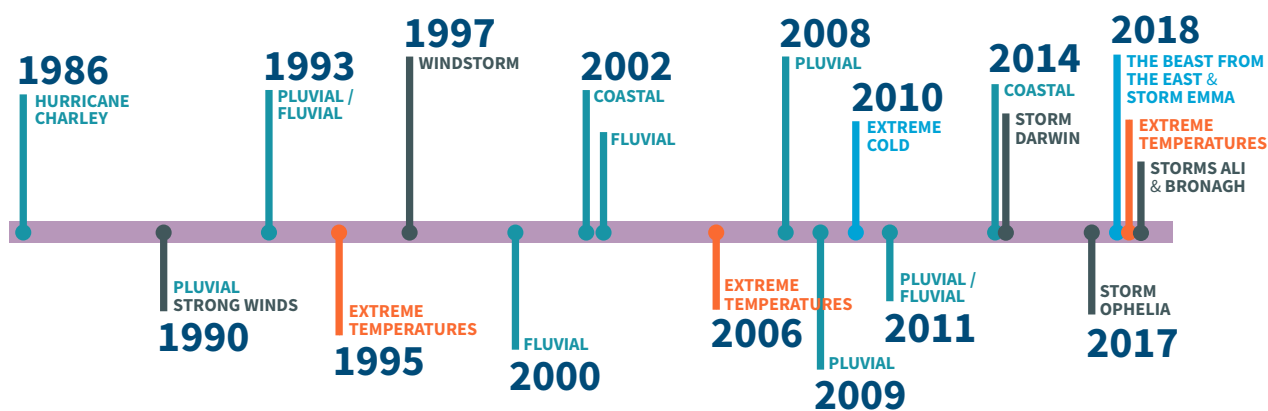 1986
HURRICANE
CHARLEY
1990
PLUVIAL
STRONG WINDS
1993
PLUVIAL /
FLUVIAL
1995
EXTREME
TEMPERATURES
1997
WINDSTORM
2000
FLUVIAL
2002
COASTAL
FLUVIAL
2006
EXTREME
TEMPERATURES
2008
PLUVIAL
2009
PLUVIAL
2010
EXTREME
COLD
2011
PLUVIAL /
FLUVIAL
2014
COASTAL
STORM
DARWIN
2017
STORM
OPHELIA
2018
THE BEAST FROM
THE EAST &
STORM EMMA
EXTREME
TEMPERATURES
STORMS ALI
& BRONAGH